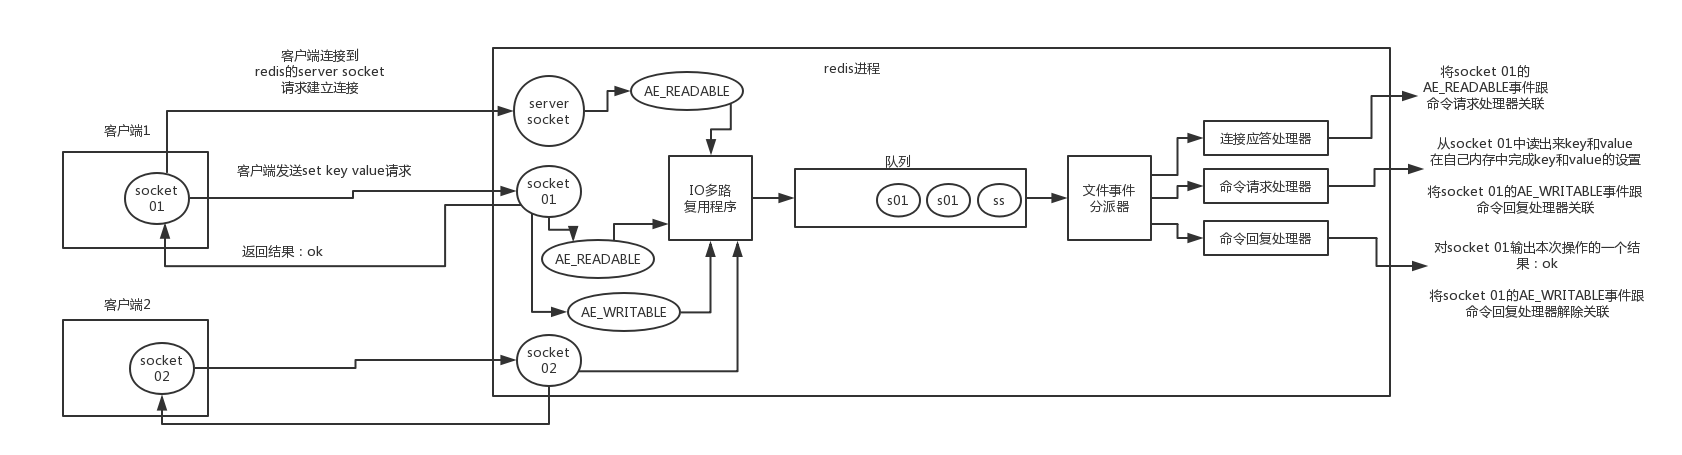 客户端连接到
redis的server socket
请求建立连接
客户端1
socket
01
客户端发送set key value请求
返回结果：ok
客户端2
socket
02
redis进程
server
socket
AE_READABLE
socket
01
AE_READABLE
AE_WRITABLE
socket
02
IO多路
复用程序
队列
s01
s01
ss
文件事件
分派器
连接应答处理器
命令请求处理器
命令回复处理器
将socket 01的
AE_READABLE事件跟
命令请求处理器关联
从socket 01中读出来key和value
在自己内存中完成key和value的设置
将socket 01的AE_WRITABLE事件跟
命令回复处理器关联
对socket 01输出本次操作的一个结
果：ok
将socket 01的AE_WRITABLE事件跟
命令回复处理器解除关联